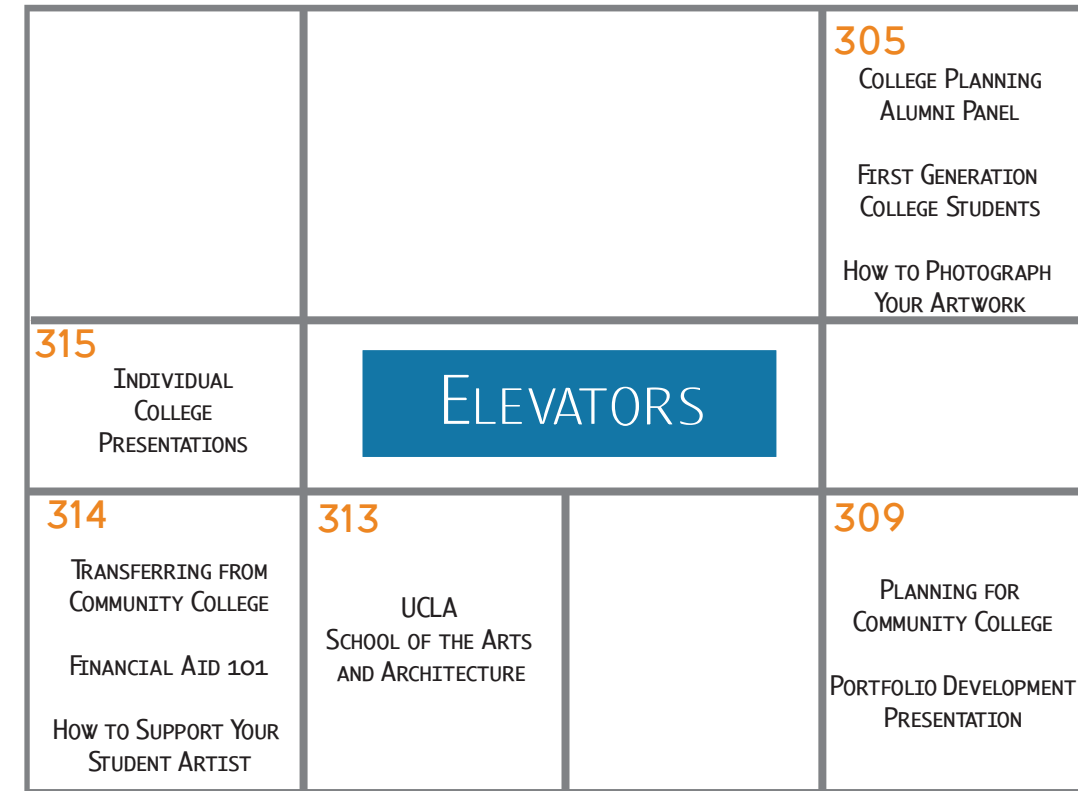 305
College Planning
Alumni Panel
First Generation
College Students
How to Photograph
Your Artwork
315
Individual
College
Presentations
Elevators
314
Transferring from
Community College
Financial Aid 101
How to Support Your
Student Artist
313
UCLA
School of the Arts
and Architecture
309
Planning for
Community College
Portfolio Development
Presentation